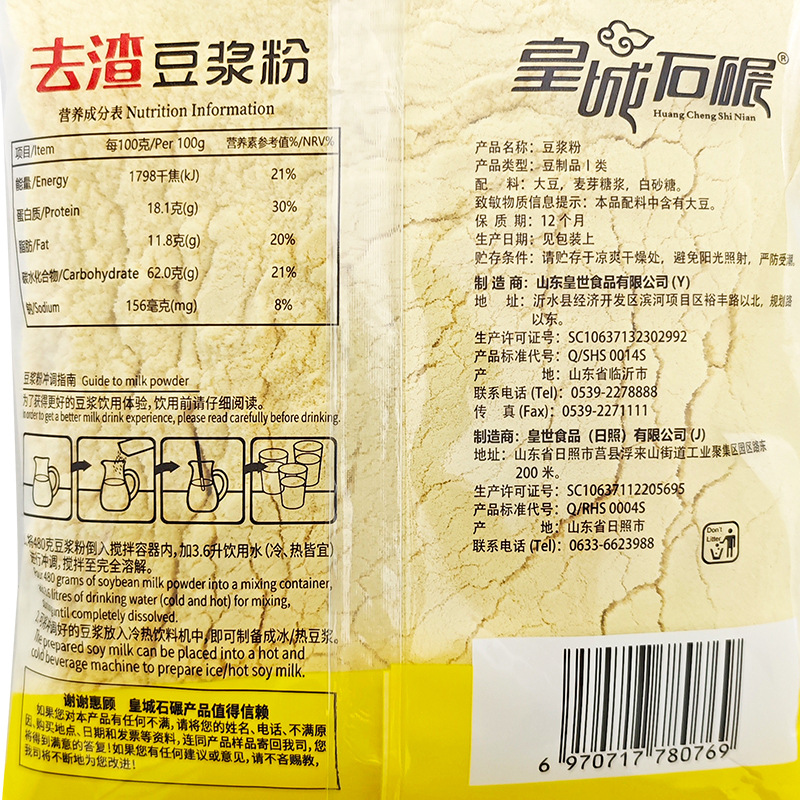 去渣豆浆粉
营养成分表 Nutrition Information
项目/Item 每100克/Per 100g 营养素参考值%/NRV%
能量/Energy 1798千焦(kJ) 21%
蛋白质/Protein 18.1克(g) 30%
脂肪/Fat 11.8克(g) 20%
碳水化合物/Carbohydrate 62.0克(g) 21%
钠/Sodium 156毫克(mg) 8%
豆浆粉冲调指南 Guide to milk powder
为了获得更好的豆浆饮用体验,饮用前请仔细阅读。
In order to get a better milk drink experience, please read carefully before drinking.
将480克豆浆粉倒入搅拌容器内,加3.6升饮用水(冷、热皆宜)
进行冲调,搅拌至完全溶解。
Pour 480 grams of soybean milk powder into a mixing container,
3.6 liters of drinking water (cold and hot) for mixing,
until completely dissolved.
冲调好的豆浆放入冷热饮料机中,即可制备成冰/热豆浆。
The prepared soy milk can be placed into a hot and
cold beverage machine to prepare ice/hot soy milk.
谢谢惠顾 皇城石碾产品值得信赖
如果您对本产品有任何不满,请将您的姓名、电话、不满原
因、购买地点、日期和发票等资料,连同产品样品寄回我司,您
将得到满意的答复!如果您有任何建议或意见,请不吝赐教,
我司将不断地为您改进!
皇城石碾®
Huang Cheng Shi Nian
产品名称:豆浆粉
产品类型:豆制品Ⅰ类
配 料:大豆,麦芽糖浆,白砂糖。
致敏物质信息提示:本品配料中含有大豆。
保 质 期:12个月
生产日期:见包装上
贮存条件:请贮存于凉爽干燥处,避免阳光照射,严防受潮
制 造 商:山东皇世食品有限公司(Y)
地 址:沂水县经济开发区滨河项目区裕丰路以北,规划路
以东。
生产许可证号:SC10637132302992
产品标准代号:Q/SHS 0014S
产 地:山东省临沂市
联系电话(Tel):0539-2278888
传 真(Fax):0539-2271111
制造商:皇世食品(日照)有限公司(J)
地址:山东省日照市莒县浮来山街道工业聚集区园区路东
200米。
生产许可证号:SC10637112205695
产品标准代号:Q/RHS 0004S
产 地:山东省日照市
联系电话(Tel):0633-6623988
Don't
Litter
6 970717 780769